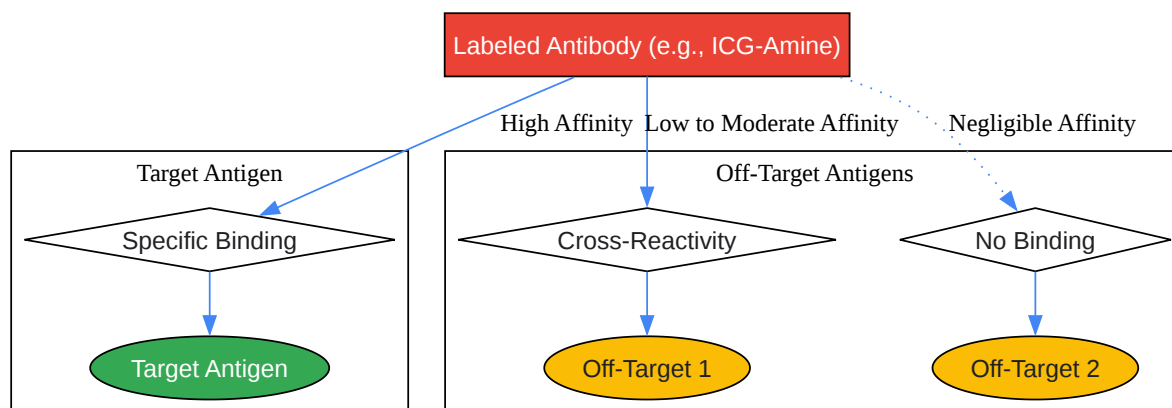 Labeled Antibody (e.g., ICG-Amine)
High Affinity
Low to Moderate Affinity
Negligible Affinity
Target Antigen
Off-Target Antigens
Specific Binding
Cross-Reactivity
No Binding
Target Antigen
Off-Target 1
Off-Target 2